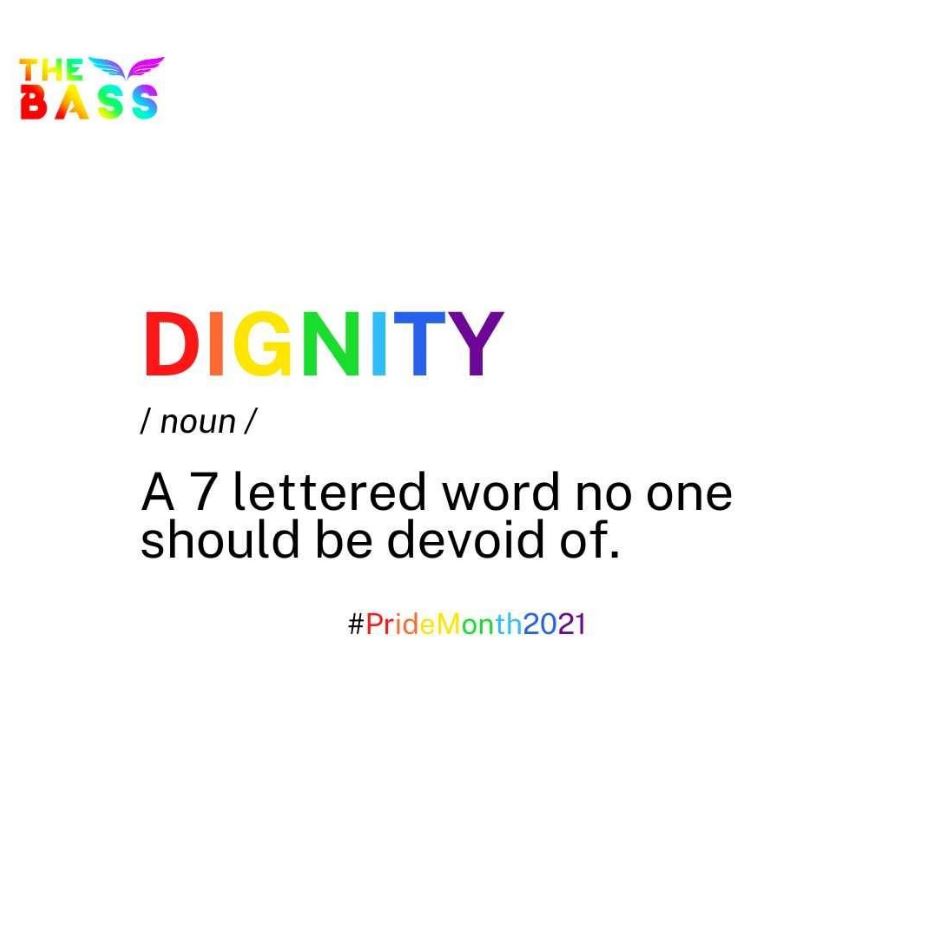 THE
BASS
DIGNITY
/ noun /
A 7 lettered word no one
should be devoid of.
#PrideMonth2021